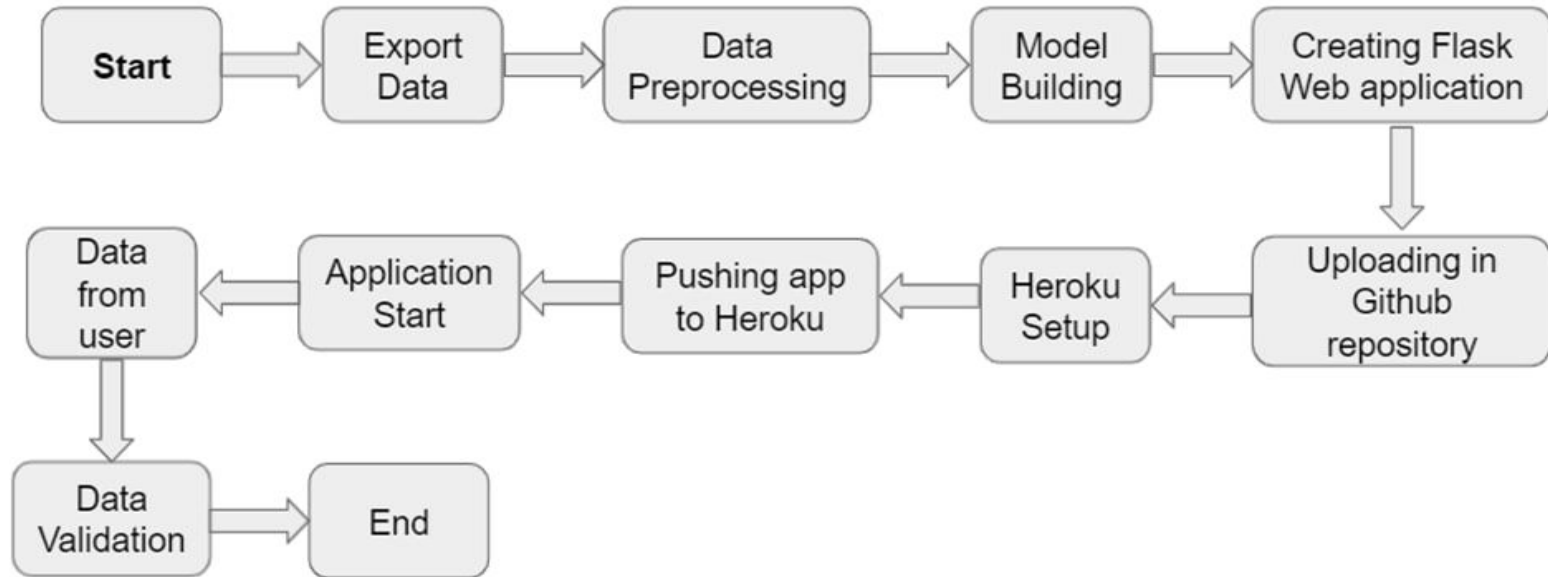 Start
Export
Data
Data
Preprocessing
Model
Building
Creating Flask
Web application
Uploading in
Github
repository
Heroku
Setup
Pushing app
to Heroku
Application
Start
Data
from
user
Data
Validation
End